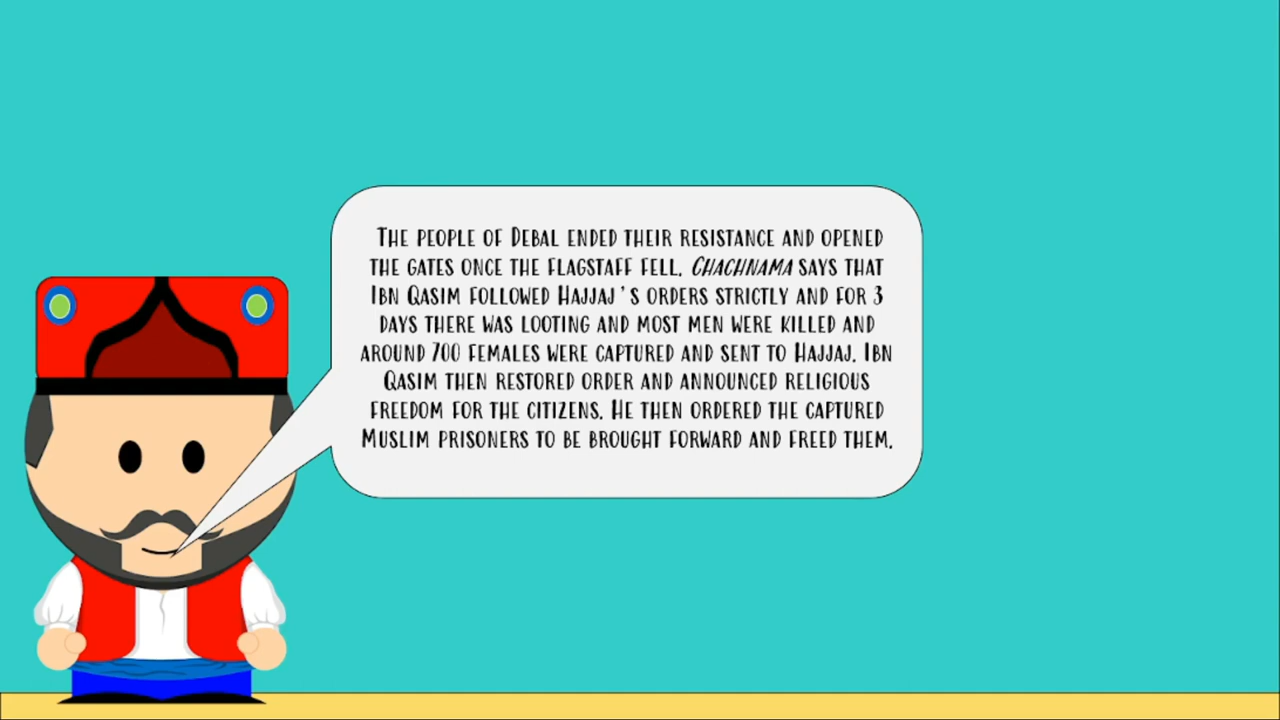 The people of Debal ended their resistance and opened
the gates once the flagstaff fell. Chachnama says that
Ibn Qasim followed Hajjaj's orders strictly and for 3
days there was looting and most men were killed and
around 700 females were captured and sent to Hajjaj. Ibn
Qasim then restored order and announced religious
freedom for the citizens. He then ordered the captured
Muslim prisoners to be brought forward and freed them.